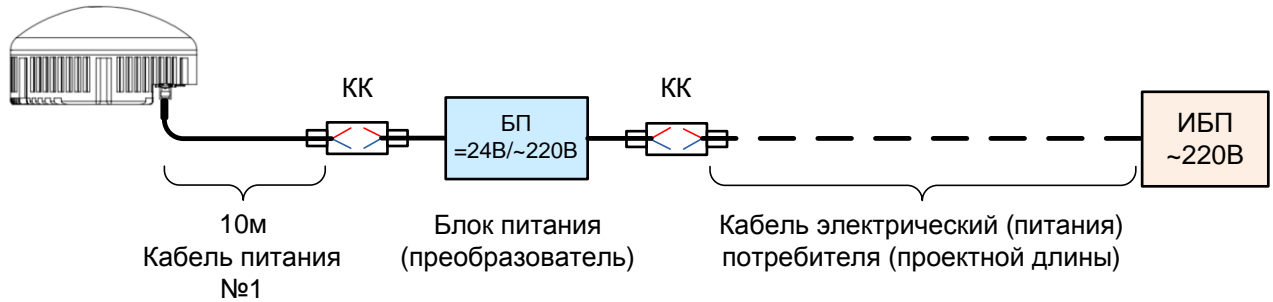 КК
КК
БП
=24В/~220В
ИБП
~220В
10м
Кабель питания
№1
Блок питания
(преобразователь)
Кабель электрический (питания)
потребителя (проектной длины)